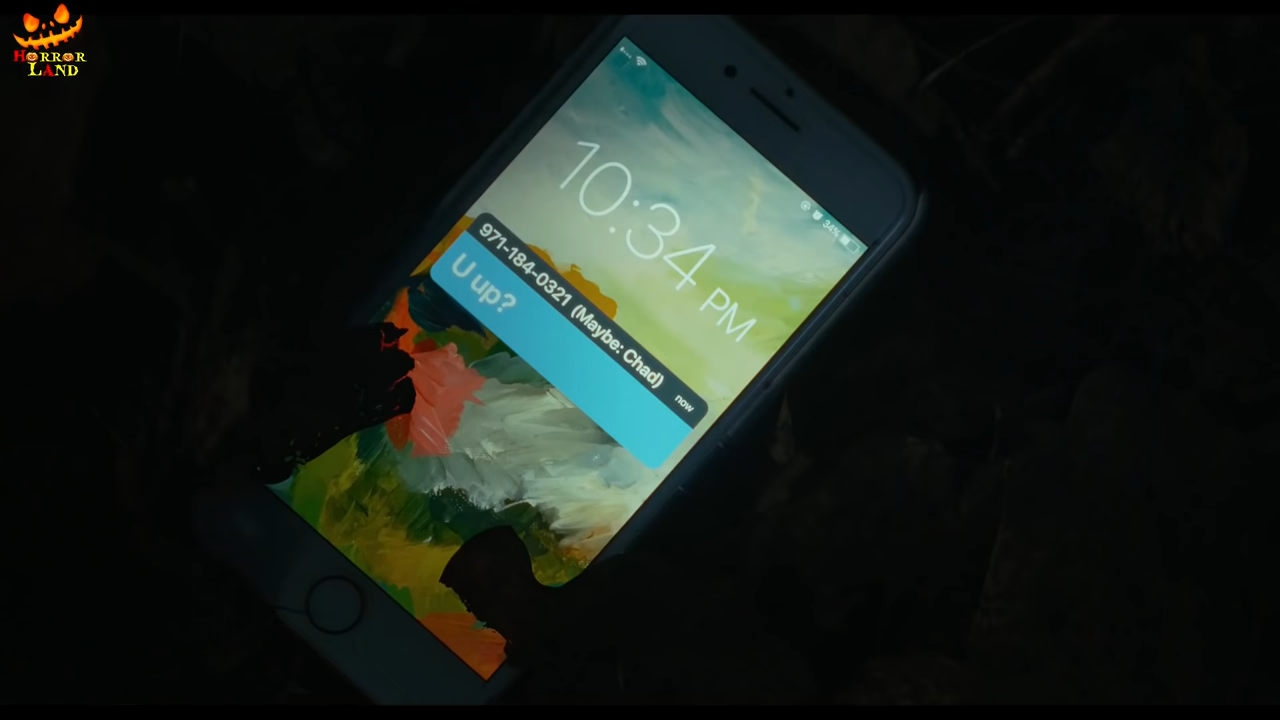 HORROR
LAND
34%
10:34 PM
971-184-0321 (Maybe: Chad)
now
U up?